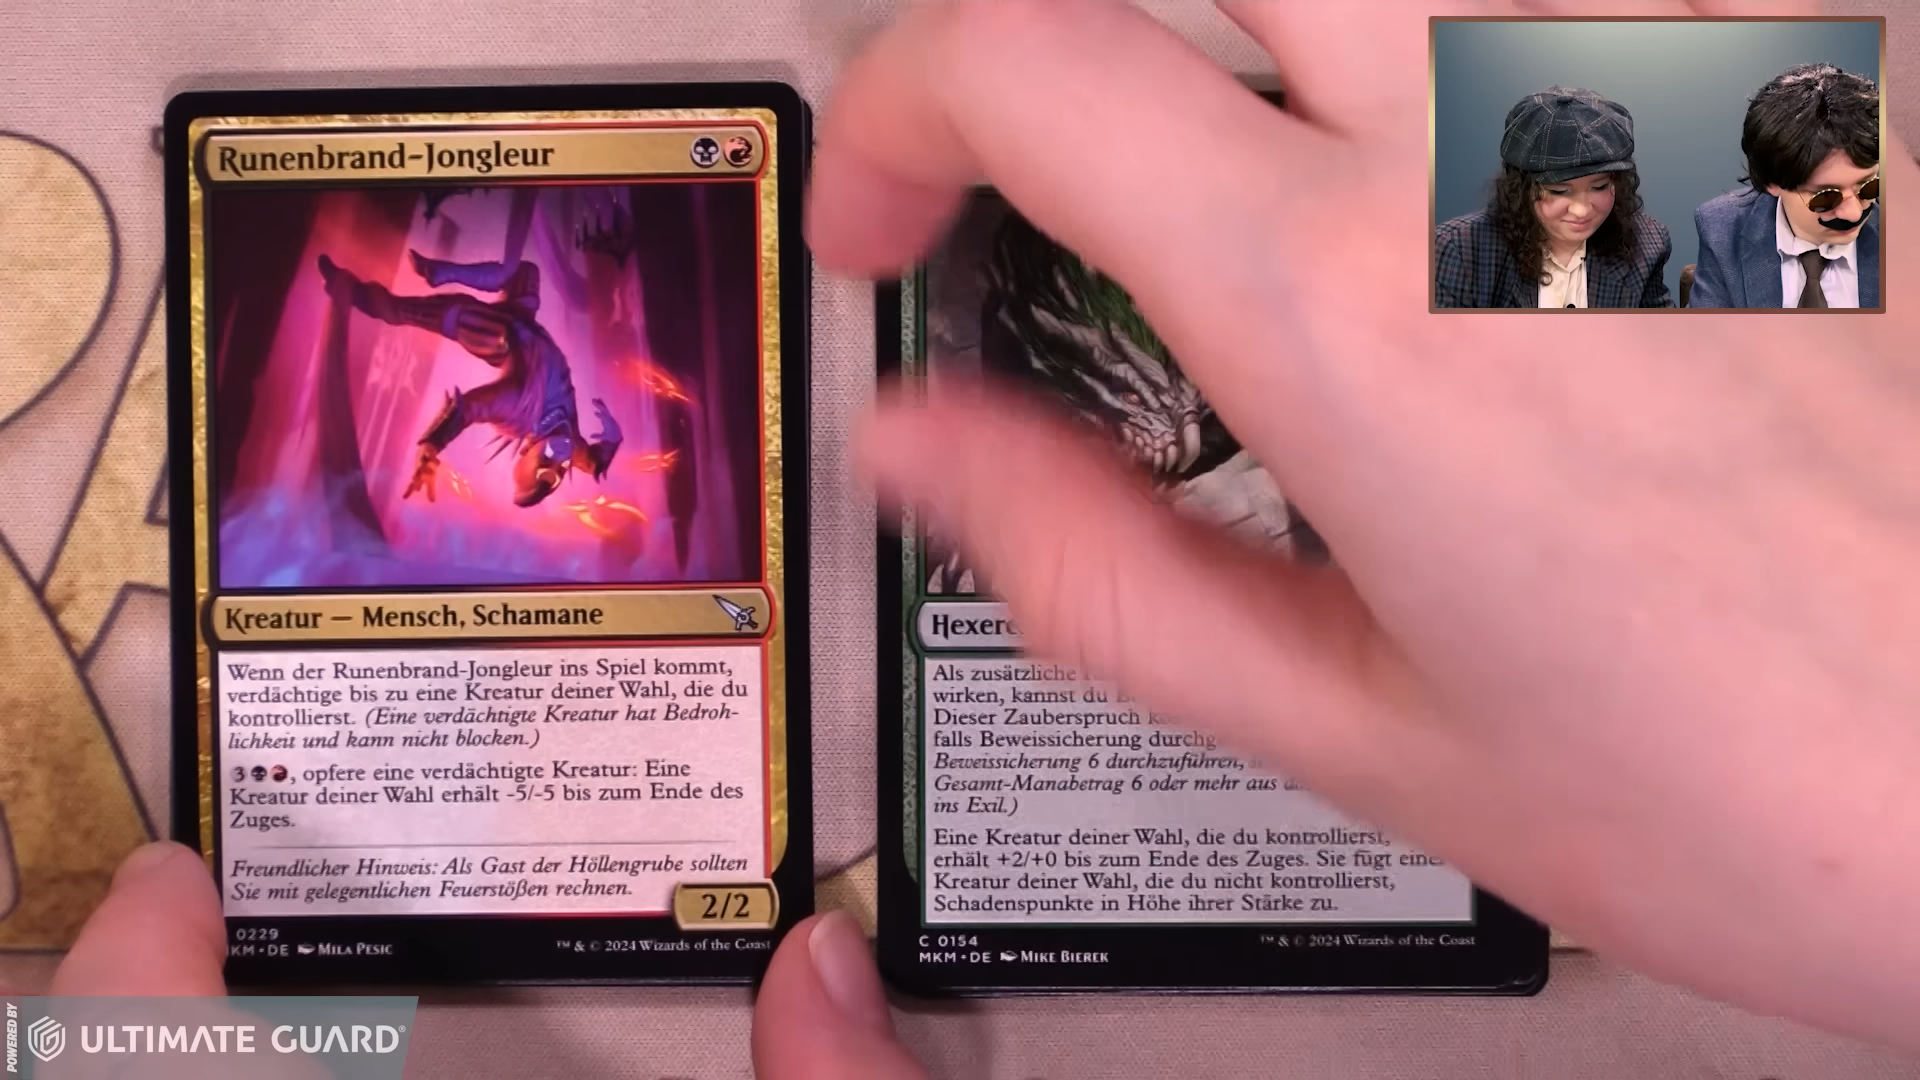 Runenbrand-Jongleur
Kreatur — Mensch, Schamane
Wenn der Runenbrand-Jongleur ins Spiel kommt,
verdächtige bis zu eine Kreatur deiner Wahl, die du
kontrollierst. (Eine verdächtigte Kreatur hat Bedroh-
lichkeit und kann nicht blocken.)
3, opfere eine verdächtigte Kreatur: Eine
Kreatur deiner Wahl erhält -5/-5 bis zum Ende des
Zuges.
Freundlicher Hinweis: Als Gast der Höllengrube sollten
Sie mit gelegentlichen Feuerstößen rechnen.
2/2
0229
KM • DE MILA PESIC
™ & © 2024 Wizards of the Coast
Als zusätzliche
wirken, kannst du
Dieser Zauberspruch
falls Beweissicherung
Beweissicherung 6 durchzuführen,
Gesamt-Manabetrag 6 oder mehr aus
ins Exil.)
Eine Kreatur deiner Wahl, die du kontrollierst,
erhält +2/+0 bis zum Ende des Zuges. Sie fügt
Kreatur deiner Wahl, die du nicht kontrollierst,
Schadenspunkte in Höhe ihrer Stärke zu.
C 0154
MKM • DE MIKE BIEREK
™ & © 2024 Wizards of the Coast
POWERED BY
ULTIMATE GUARD